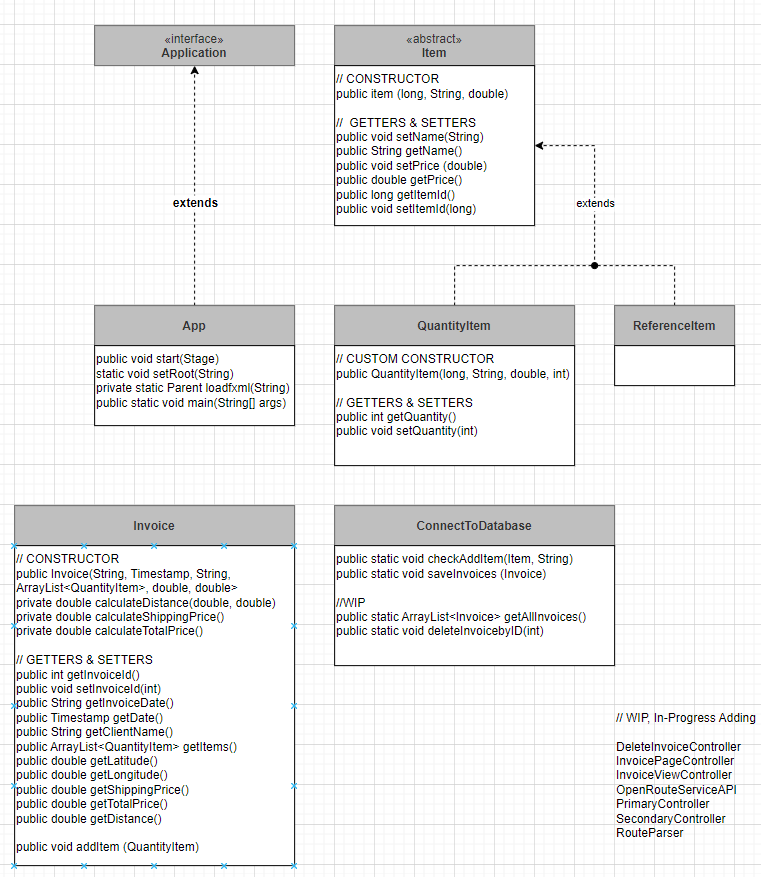 «interface»
Application
«abstract»
Item
// CONSTRUCTOR
public item (long, String, double)
// GETTERS & SETTERS
public void setName(String)
public String getName()
public void setPrice (double)
public double getPrice()
public long getItemId()
public void setItemId(long)
extends
extends
App
public void start(Stage)
static void setRoot(String)
private static Parent loadfxml(String)
public static void main(String[] args)
QuantityItem
// CUSTOM CONSTRUCTOR
public QuantityItem(long, String, double, int)
// GETTERS & SETTERS
public int getQuantity()
public void setQuantity(int)
ReferenceItem
Invoice
// CONSTRUCTOR
public Invoice(String, Timestamp, String,
ArrayList<QuantityItem>, double, double>
private double calculateDistance(double, double)
private double calculateShippingPrice()
private double calculateTotalPrice()
// GETTERS & SETTERS
public int getInvoiceId()
public void setInvoiceId(int)
public String getInvoiceDate()
public Timestamp getDate()
public String getClientName()
public ArrayList<QuantityItem> getItems()
public double getLatitude()
public double getLongitude()
public double getShippingPrice()
public double getTotalPrice()
public double getDistance()
public void addItem (QuantityItem)
ConnectToDatabase
public static void checkAddItem(Item, String)
public static void saveInvoices (Invoice)
//WIP
public static ArrayList<Invoice> getAllInvoices()
public static void deleteInvoicebyID(int)
// WIP, In-Progress Adding
DeleteInvoiceController
InvoicePageController
InvoiceViewController
OpenRouteServiceAPI
PrimaryController
SecondaryController
RouteParser